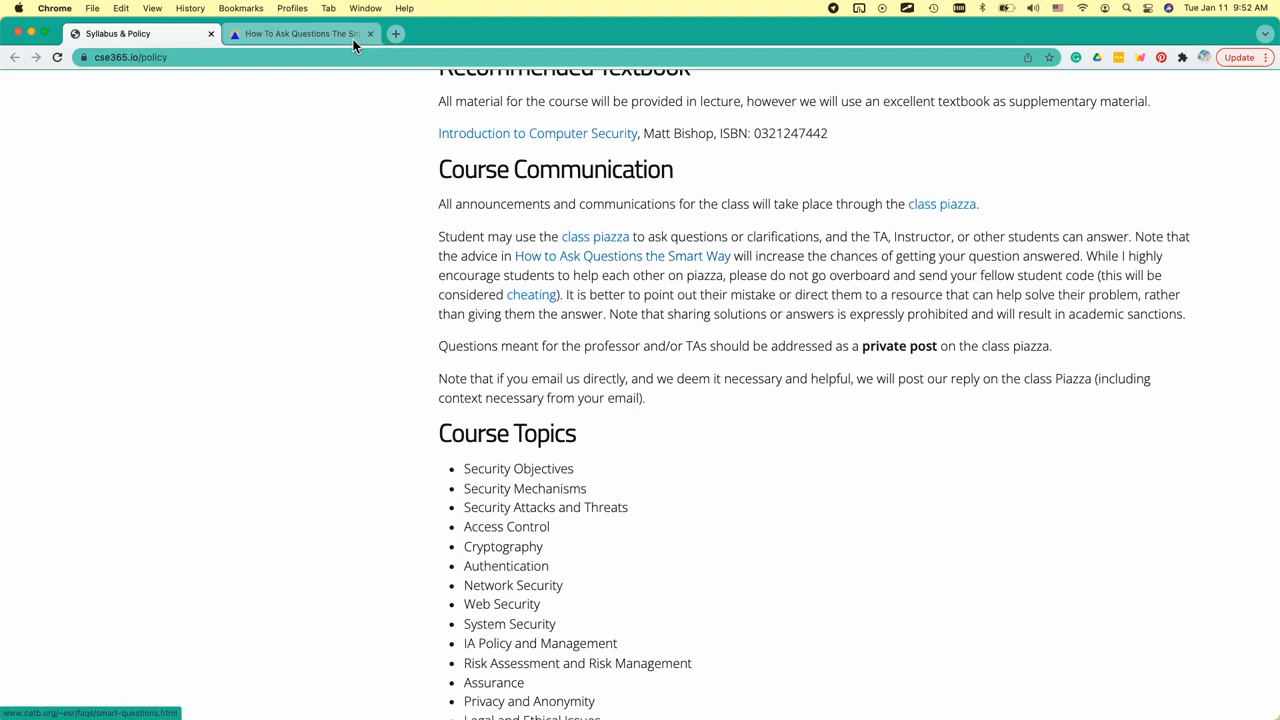 Chrome File Edit View History Bookmarks Profiles Tab Window Help Tue Jan 11 9:52 AM
Syllabus & Policy How To Ask Questions The Sm
cse365.io/policy Update
Recommended Textbook
All material for the course will be provided in lecture, however we will use an excellent textbook as supplementary material.
Introduction to Computer Security, Matt Bishop, ISBN: 0321247442
Course Communication
All announcements and communications for the class will take place through the class piazza.
Student may use the class piazza to ask questions or clarifications, and the TA, Instructor, or other students can answer. Note that
the advice in How to Ask Questions the Smart Way will increase the chances of getting your question answered. While I highly
encourage students to help each other on piazza, please do not go overboard and send your fellow student code (this will be
considered cheating). It is better to point out their mistake or direct them to a resource that can help solve their problem, rather
than giving them the answer. Note that sharing solutions or answers is expressly prohibited and will result in academic sanctions.
Questions meant for the professor and/or TAs should be addressed as a private post on the class piazza.
Note that if you email us directly, and we deem it necessary and helpful, we will post our reply on the class Piazza (including
context necessary from your email).
Course Topics
• Security Objectives
• Security Mechanisms
• Security Attacks and Threats
• Access Control
• Cryptography
• Authentication
• Network Security
• Web Security
• System Security
• IA Policy and Management
• Risk Assessment and Risk Management
• Assurance
• Privacy and Anonymity
• Legal and Ethical Issues
www.catb.org/~esr/faqs/smart-questions.html